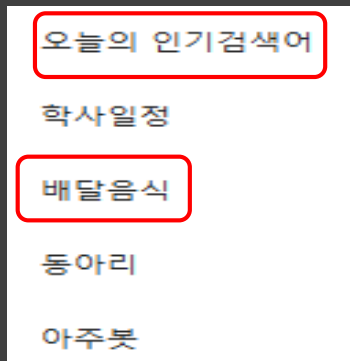 오늘의 인기검색어
학사일정
배달음식
동아리
아주봇